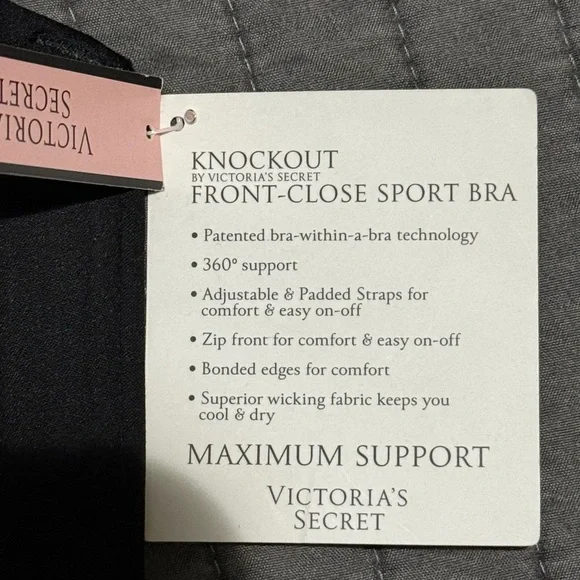 VICTORIA
SECRET
KNOCKOUT
BY VICTORIA'S SECRET
FRONT-CLOSE SPORT BRA
• Patented bra-within-a-bra technology
• 360° support
• Adjustable & Padded Straps for
comfort & easy on-off
• Zip front for comfort & easy on-off
• Bonded edges for comfort
• Superior wicking fabric keeps you
cool & dry
MAXIMUM SUPPORT
VICTORIA'S
SECRET